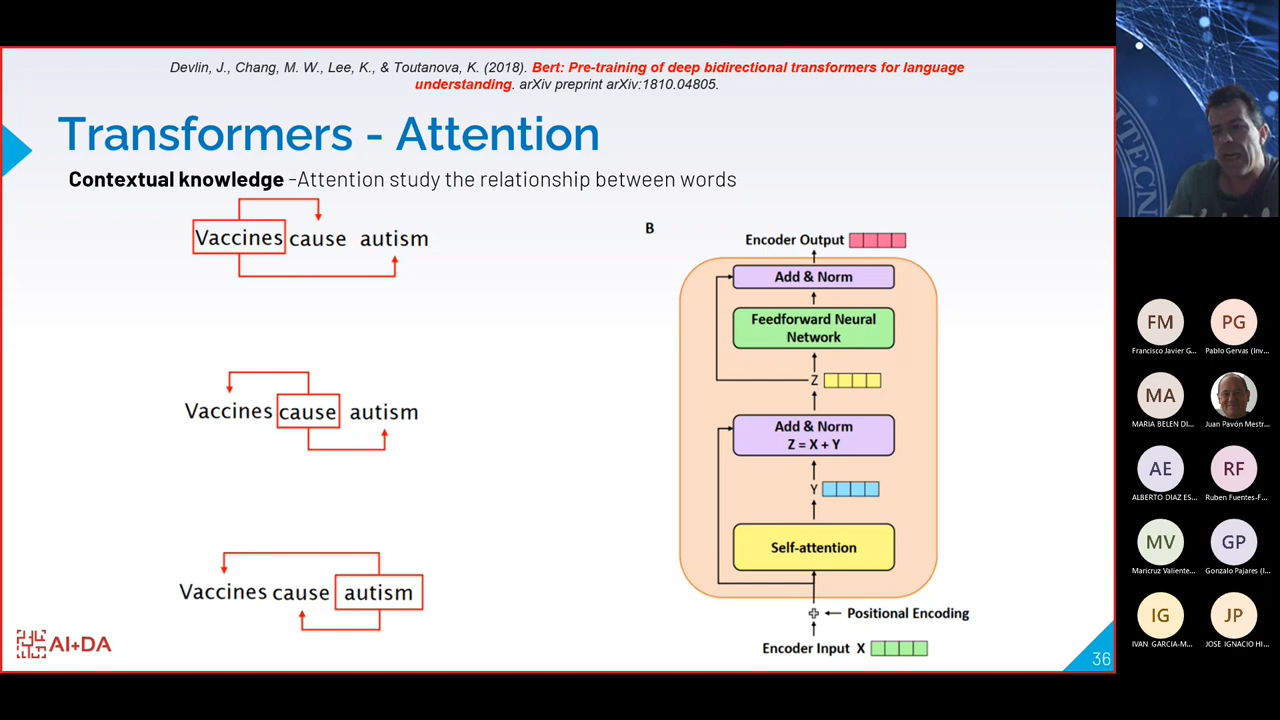 Devlin, J., Chang, M. W., Lee, K., & Toutanova, K. (2018). Bert: Pre-training of deep bidirectional transformers for language
understanding. arXiv preprint arXiv:1810.04805.
Transformers - Attention
Contextual knowledge -Attention study the relationship between words
Vaccines cause autism
Vaccines cause autism
Vaccines cause autism
B
Encoder Output
Add & Norm
Feedforward Neural
Network
Z
Add & Norm
Z = X + Y
Y
Self-attention
Positional Encoding
Encoder Input X
AI+DA
36
ITECN
FM
PG
Francisco Javier G...
Pablo Gervas (Inv...
MA
MARIA BELEN DI...
Juan Pavón Mestr...
AE
RF
ALBERTO DIAZ ES...
Ruben Fuentes-F...
MV
GP
Maricruz Valiente...
Gonzalo Pajares (I...
IG
JP
IVAN GARCIA-M...
JOSE IGNACIO HI...